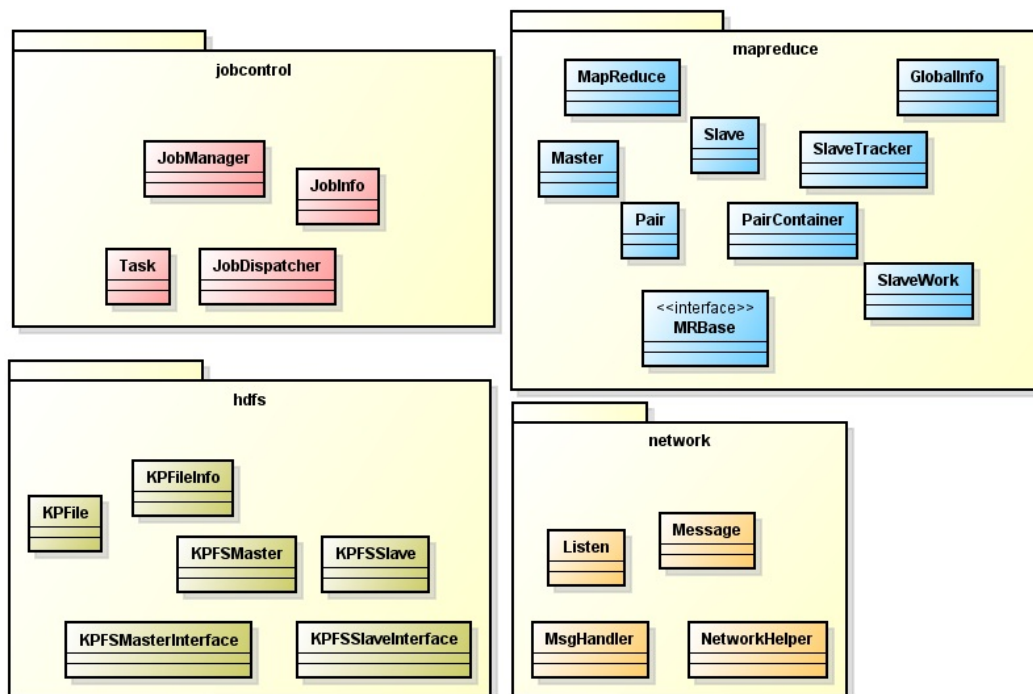 jobcontrol
JobManager
JobInfo
Task
JobDispatcher
mapreduce
MapReduce
GlobalInfo
Slave
SlaveTracker
Master
Pair
PairContainer
SlaveWork
<<interface>>
MRBase
hdfs
KPFileInfo
KPFile
KPFSMaster
KPFSSlave
KPFSMasterInterface
KPFSSlaveInterface
network
Message
Listen
MsgHandler
NetworkHelper